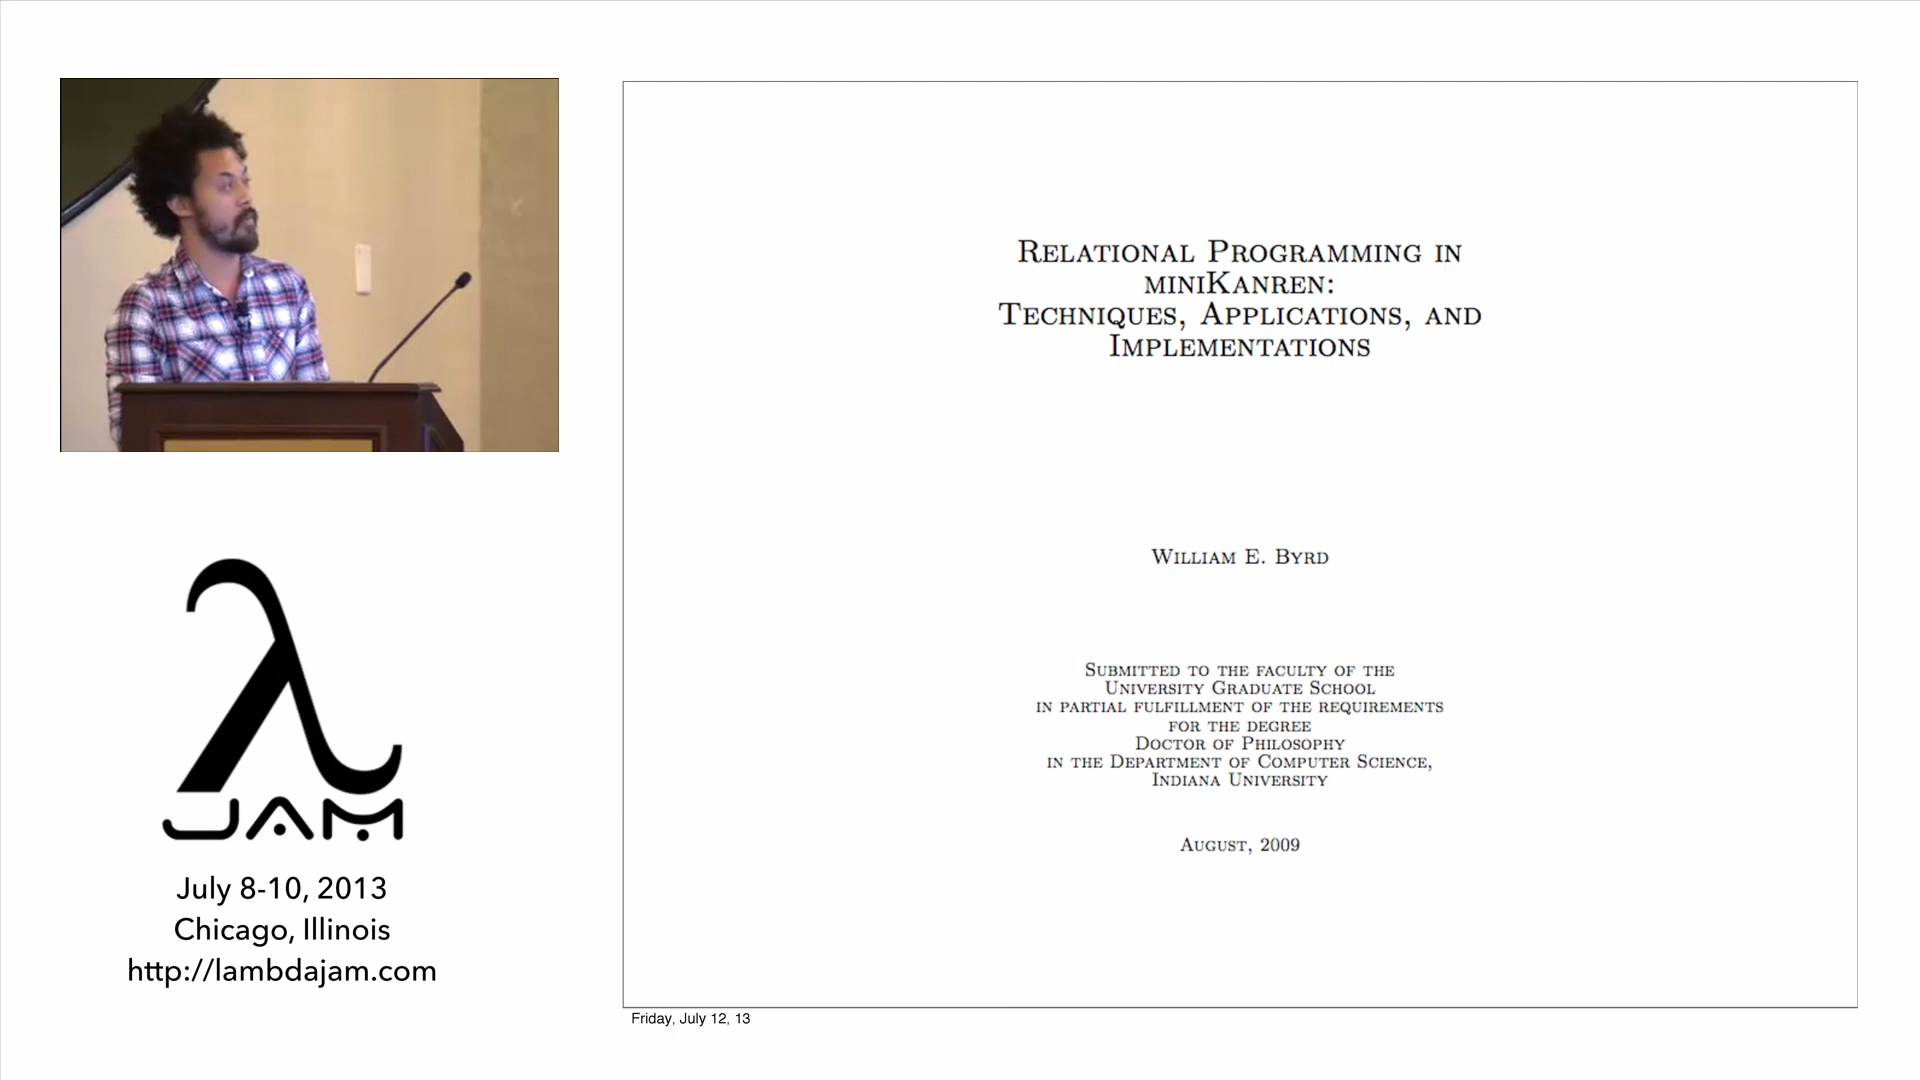 JAM
July 8-10, 2013
Chicago, Illinois
http://lambdajam.com
RELATIONAL PROGRAMMING IN
MINIKANREN:
TECHNIQUES, APPLICATIONS, AND
IMPLEMENTATIONS
WILLIAM E. BYRD
SUBMITTED TO THE FACULTY OF THE
UNIVERSITY GRADUATE SCHOOL
IN PARTIAL FULFILLMENT OF THE REQUIREMENTS
FOR THE DEGREE
DOCTOR OF PHILOSOPHY
IN THE DEPARTMENT OF COMPUTER SCIENCE,
INDIANA UNIVERSITY
AUGUST, 2009
Friday, July 12, 13